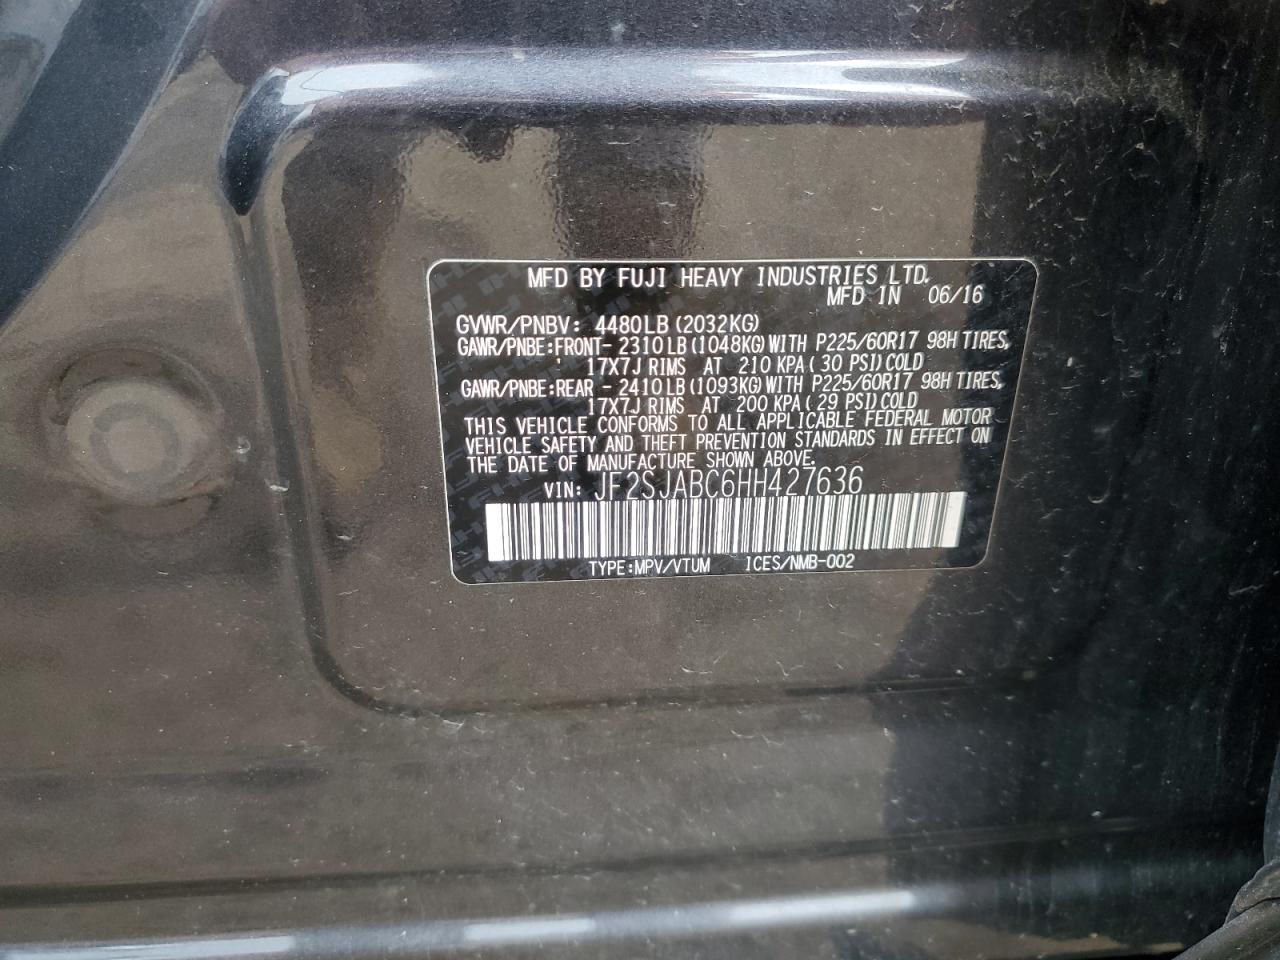 MFD BY FUJI HEAVY INDUSTRIES LTD.
MFD IN 06/16
GVWR/PNBV: 4480LB(2032KG)
GAWR/PNBE:FRONT-2310LB(1048KG)WITH P225/60R17 98H TIRES,
17X7J RIMS AT 210 KPA(30 PSI)COLD
GAWR/PNBE:REAR -2410LB(1093KG)WITH P225/60R17 98H TIRES,
17X7J RIMS AT 200 KPA(29 PSI)COLD
THIS VEHICLE CONFORMS TO ALL APPLICABLE FEDERAL MOTOR
VEHICLE SAFETY AND THEFT PREVENTION STANDARDS IN EFFECT ON
THE DATE OF MANUFACTURE SHOWN ABOVE.
VIN: JF2SJABC6HH427636
TYPE:MPV/VTUM ICES/NMB-002